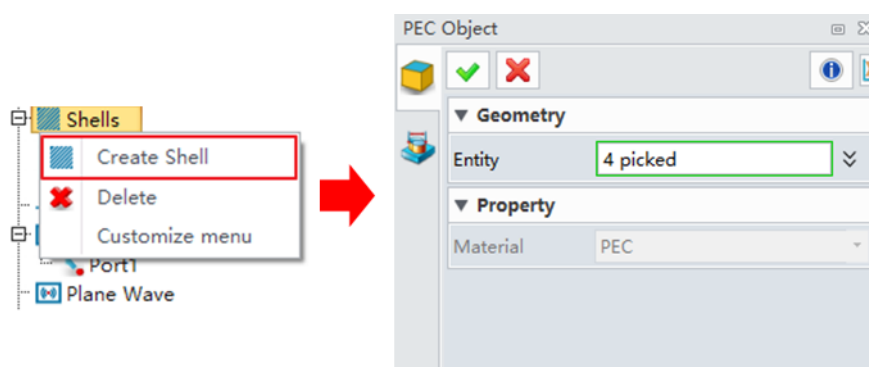 Shells
Create Shell
Delete
Customize menu
Port1
Plane Wave
PEC Object
Geometry
Entity 4 picked
Property
Material PEC